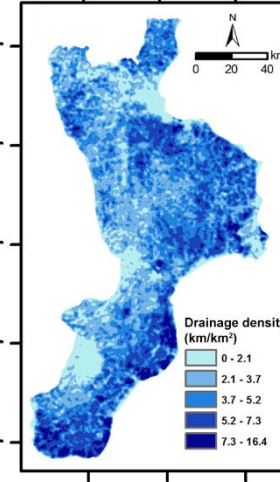 N
km
0 20 40
Drainage densit
(km/km²)
0 - 2.1
2.1 - 3.7
3.7 - 5.2
5.2 - 7.3
7.3 - 16.4